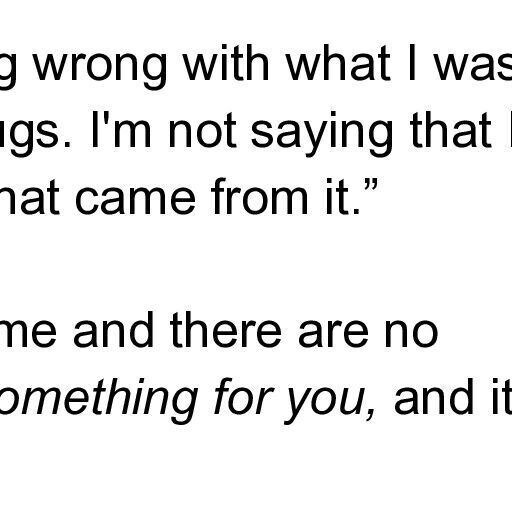 g wrong with what I was
ugs. I'm not saying that I
hat came from it.”
me and there are no
omething for you, and it